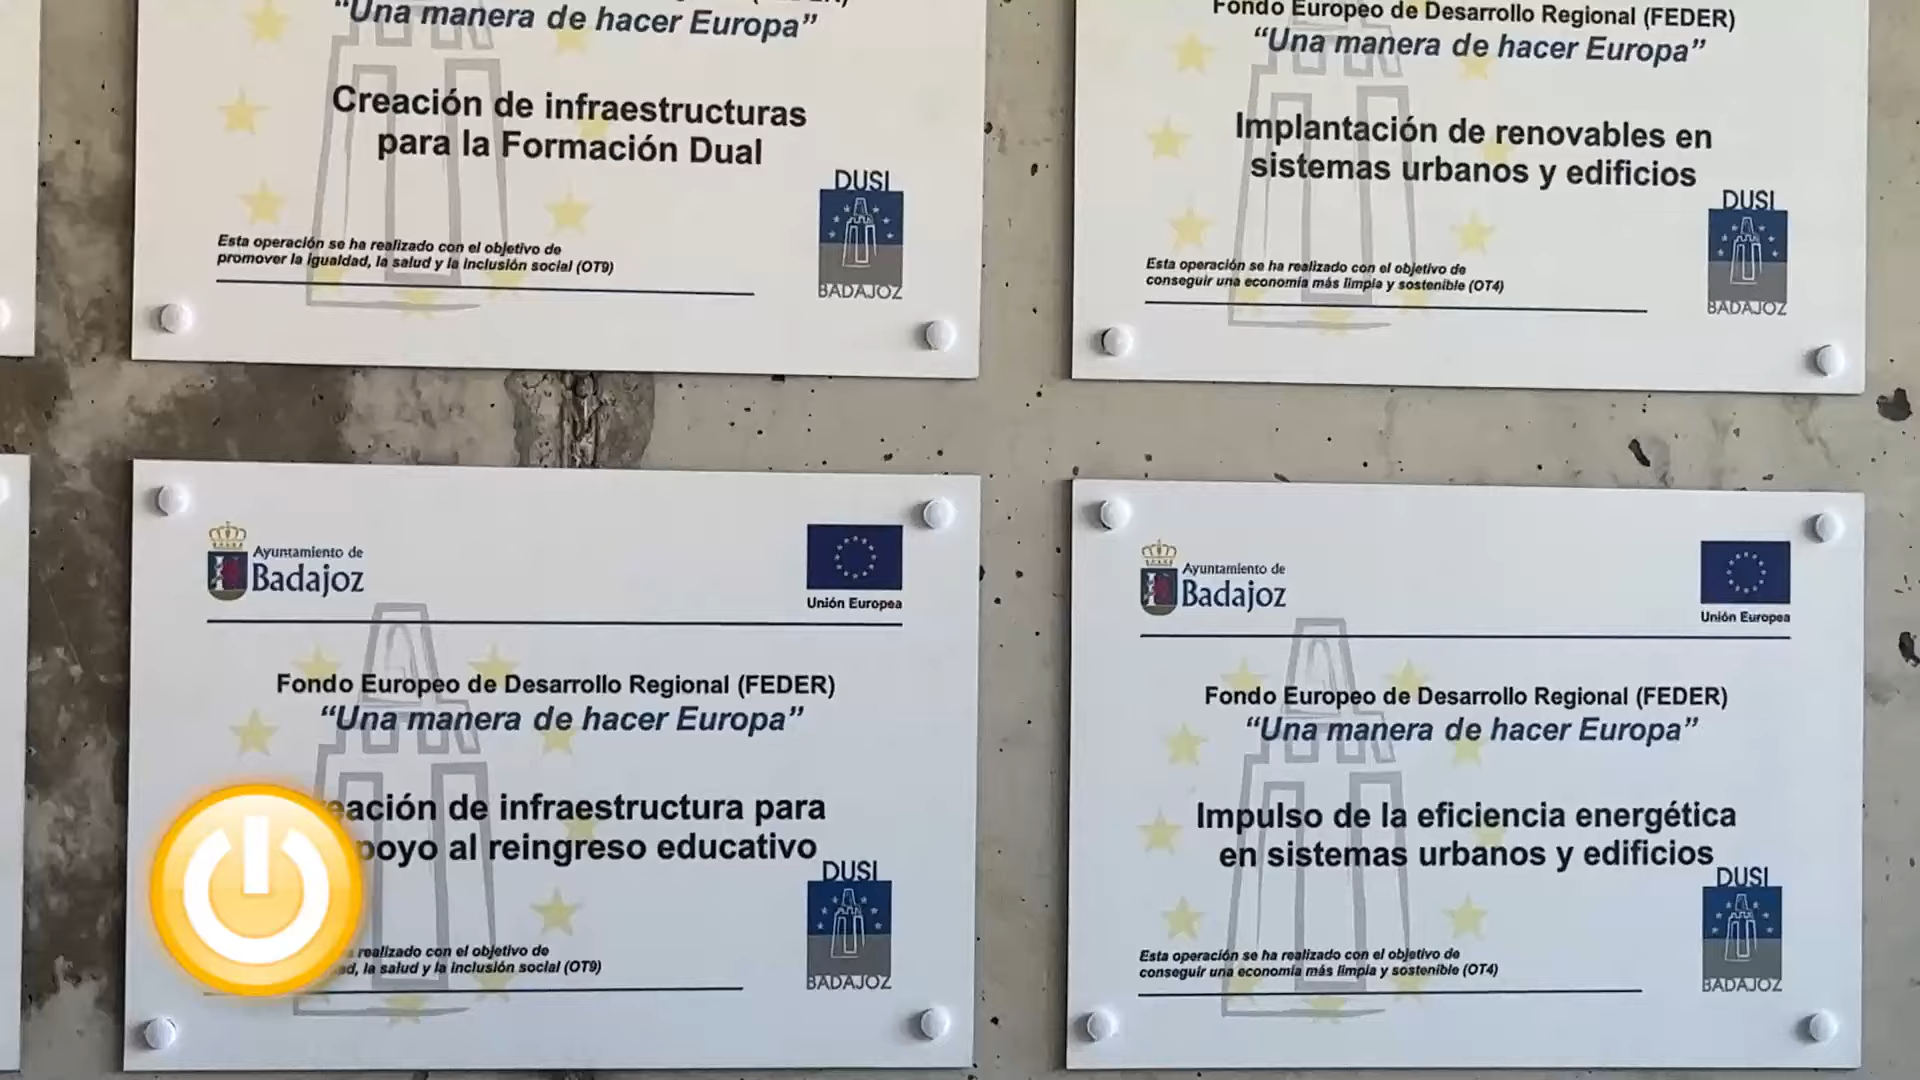 “Una manera de hacer Europa”
Creación de infraestructuras
para la Formación Dual
DUSI
BADAJOZ
Esta operación se ha realizado con el objetivo de
promover la igualdad, la salud y la inclusión social (OT9)
Fondo Europeo de Desarrollo Regional (FEDER)
“Una manera de hacer Europa”
Implantación de renovables en
sistemas urbanos y edificios
DUSI
BADAJOZ
Esta operación se ha realizado con el objetivo de
conseguir una economía más limpia y sostenible (OT4)
Ayuntamiento de
Badajoz
Unión Europea
Fondo Europeo de Desarrollo Regional (FEDER)
“Una manera de hacer Europa”
de infraestructura para
al reingreso educativo
DUSI
BADAJOZ
realizado con el objetivo de
la salud y la inclusión social (OT9)
Ayuntamiento de
Badajoz
Unión Europea
Fondo Europeo de Desarrollo Regional (FEDER)
“Una manera de hacer Europa”
Impulso de la eficiencia energética
en sistemas urbanos y edificios
DUSI
BADAJOZ
Esta operación se ha realizado con el objetivo de
conseguir una economía más limpia y sostenible (OT4)